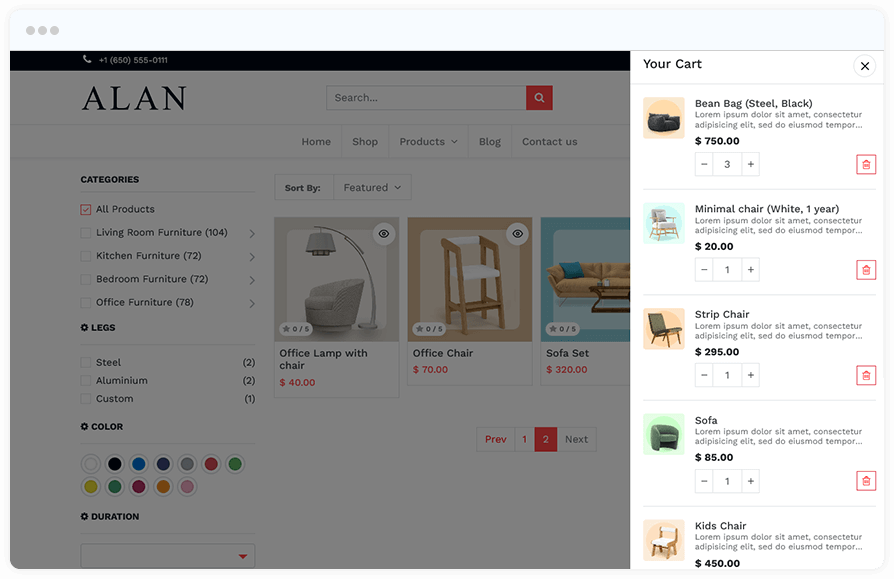 +1 (650) 555-0111
ALAN
Search...
Home
Shop
Products
Blog
Contact us
CATEGORIES
All Products
Living Room Furniture (104)
Kitchen Furniture (72)
Bedroom Furniture (72)
Office Furniture (78)
LEGS
Steel (2)
Aluminium (2)
Custom (1)
COLOR
DURATION
Sort By: Featured
0 / 5
Office Lamp with
chair
$ 40.00
0 / 5
Office Chair
$ 70.00
0 / 5
Sofa Set
$ 320.00
Prev 1 2 Next
Your Cart
Bean Bag (Steel, Black)
Lorem ipsum dolor sit amet, consectetur
adipisicing elit, sed do eiusmod tempor...
$ 750.00
− 3 +
Minimal chair (White, 1 year)
Lorem ipsum dolor sit amet, consectetur
adipisicing elit, sed do eiusmod tempor...
$ 20.00
− 1 +
Strip Chair
Lorem ipsum dolor sit amet, consectetur
adipisicing elit, sed do eiusmod tempor...
$ 295.00
− 1 +
Sofa
Lorem ipsum dolor sit amet, consectetur
adipisicing elit, sed do eiusmod tempor...
$ 85.00
− 1 +
Kids Chair
Lorem ipsum dolor sit amet, consectetur
adipisicing elit, sed do eiusmod tempor...
$ 450.00